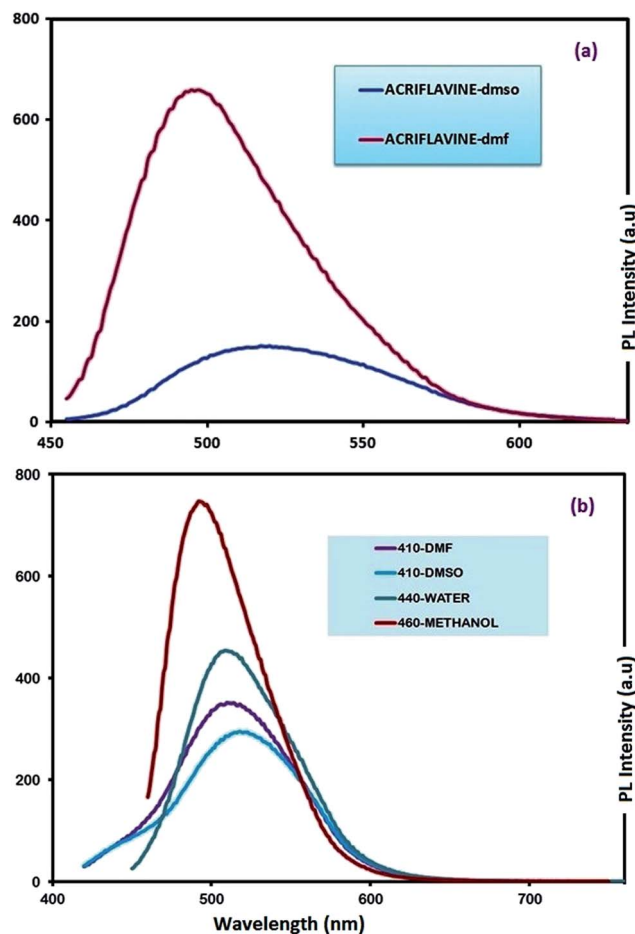 800
(a)
ACRIFLAVINE-dmso
600
ACRIFLAVINE-dmf
400
200
0
450
500
550
600
PL Intensity (a.u)
800
(b)
600
410-DMF
410-DMSO
440-WATER
460-METHANOL
400
200
0
400
500
600
700
PL Intensity (a.u)
Wavelength (nm)